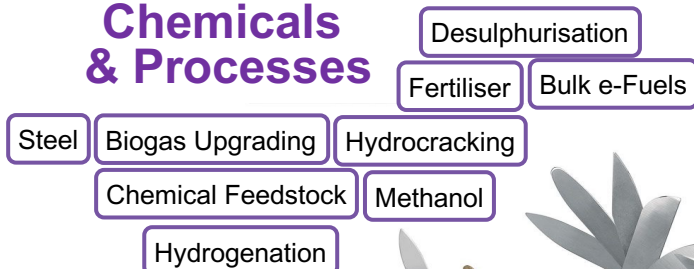 Chemicals
& Processes
Desulphurisation
Fertiliser
Bulk e-Fuels
Steel
Biogas Upgrading
Hydrocracking
Chemical Feedstock
Methanol
Hydrogenation